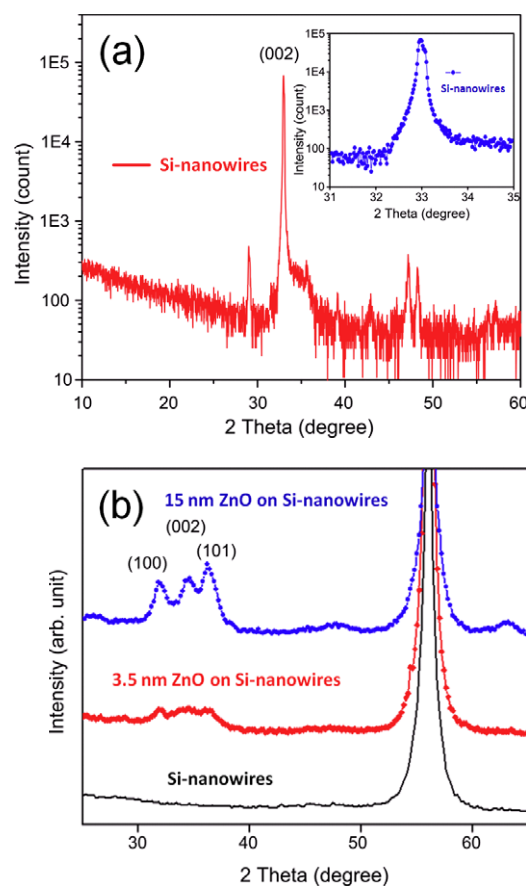 (a)
(002)
Si-nanowires
Intensity (count)
1E5
1E4
1E3
100
10
10 20 30 40 50 60
2 Theta (degree)
Si-nanowires
Intensity (count)
1E5
1E4
1E3
100
10
31 32 33 34 35
2 Theta (degree)
(b)
15 nm ZnO on Si-nanowires
(002)
(100)
(101)
3.5 nm ZnO on Si-nanowires
Si-nanowires
Intensity (arb. unit)
30 40 50 60
2 Theta (degree)